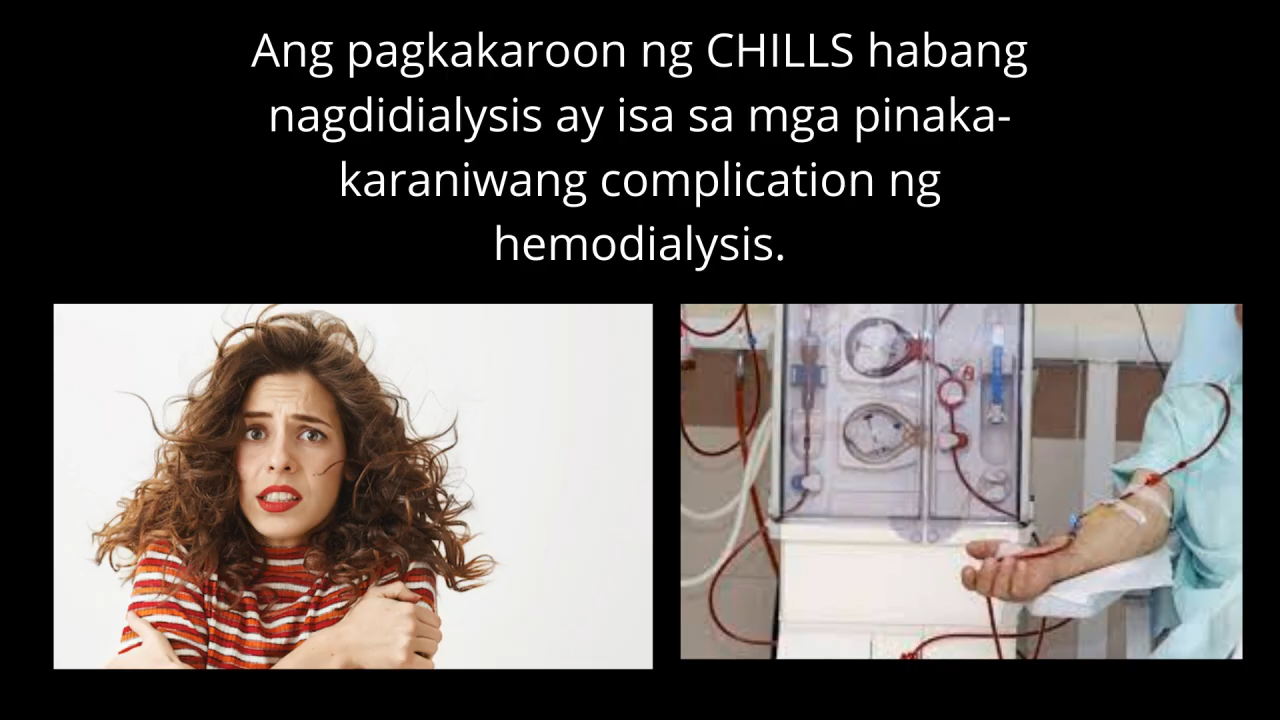 Ang pagkakaroon ng CHILLS habang
nagdidialysis ay isa sa mga pinaka-
karaniwang complication ng
hemodialysis.